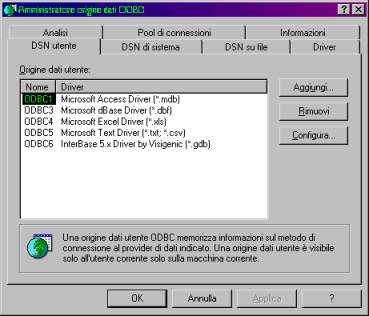 Amministratore origine dati ODBC
Analisi Pool di connessioni Informazioni
DSN utente DSN di sistema DSN su file Driver
Origine dati utente:
Nome Driver
ODBC1 Microsoft Access Driver (*.mdb)
ODBC3 Microsoft dBase Driver (*.dbf)
ODBC4 Microsoft Excel Driver (*.xls)
ODBC5 Microsoft Text Driver (*.txt; *.csv)
ODBC6 InterBase 5.x Driver by Visigenic (*.gdb)
Aggiungi...
Rimuovi
Configura...
Una origine dati utente ODBC memorizza informazioni sul metodo di
connessione al provider di dati indicato. Una origine dati utente è visibile
solo all'utente corrente solo sulla macchina corrente.
OK Annulla Applica ?